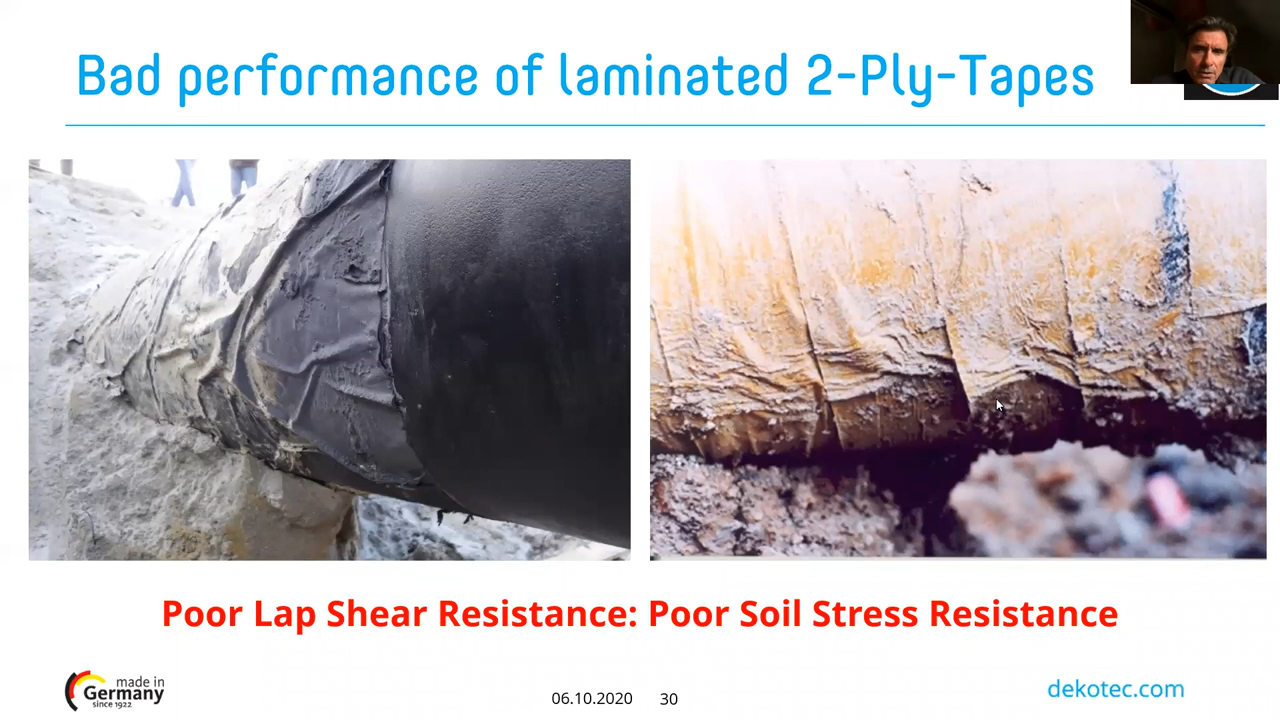 Bad performance of laminated 2-Ply-Tapes
Poor Lap Shear Resistance: Poor Soil Stress Resistance
made in
Germany
since 1922
06.10.2020
30
dekotec.com